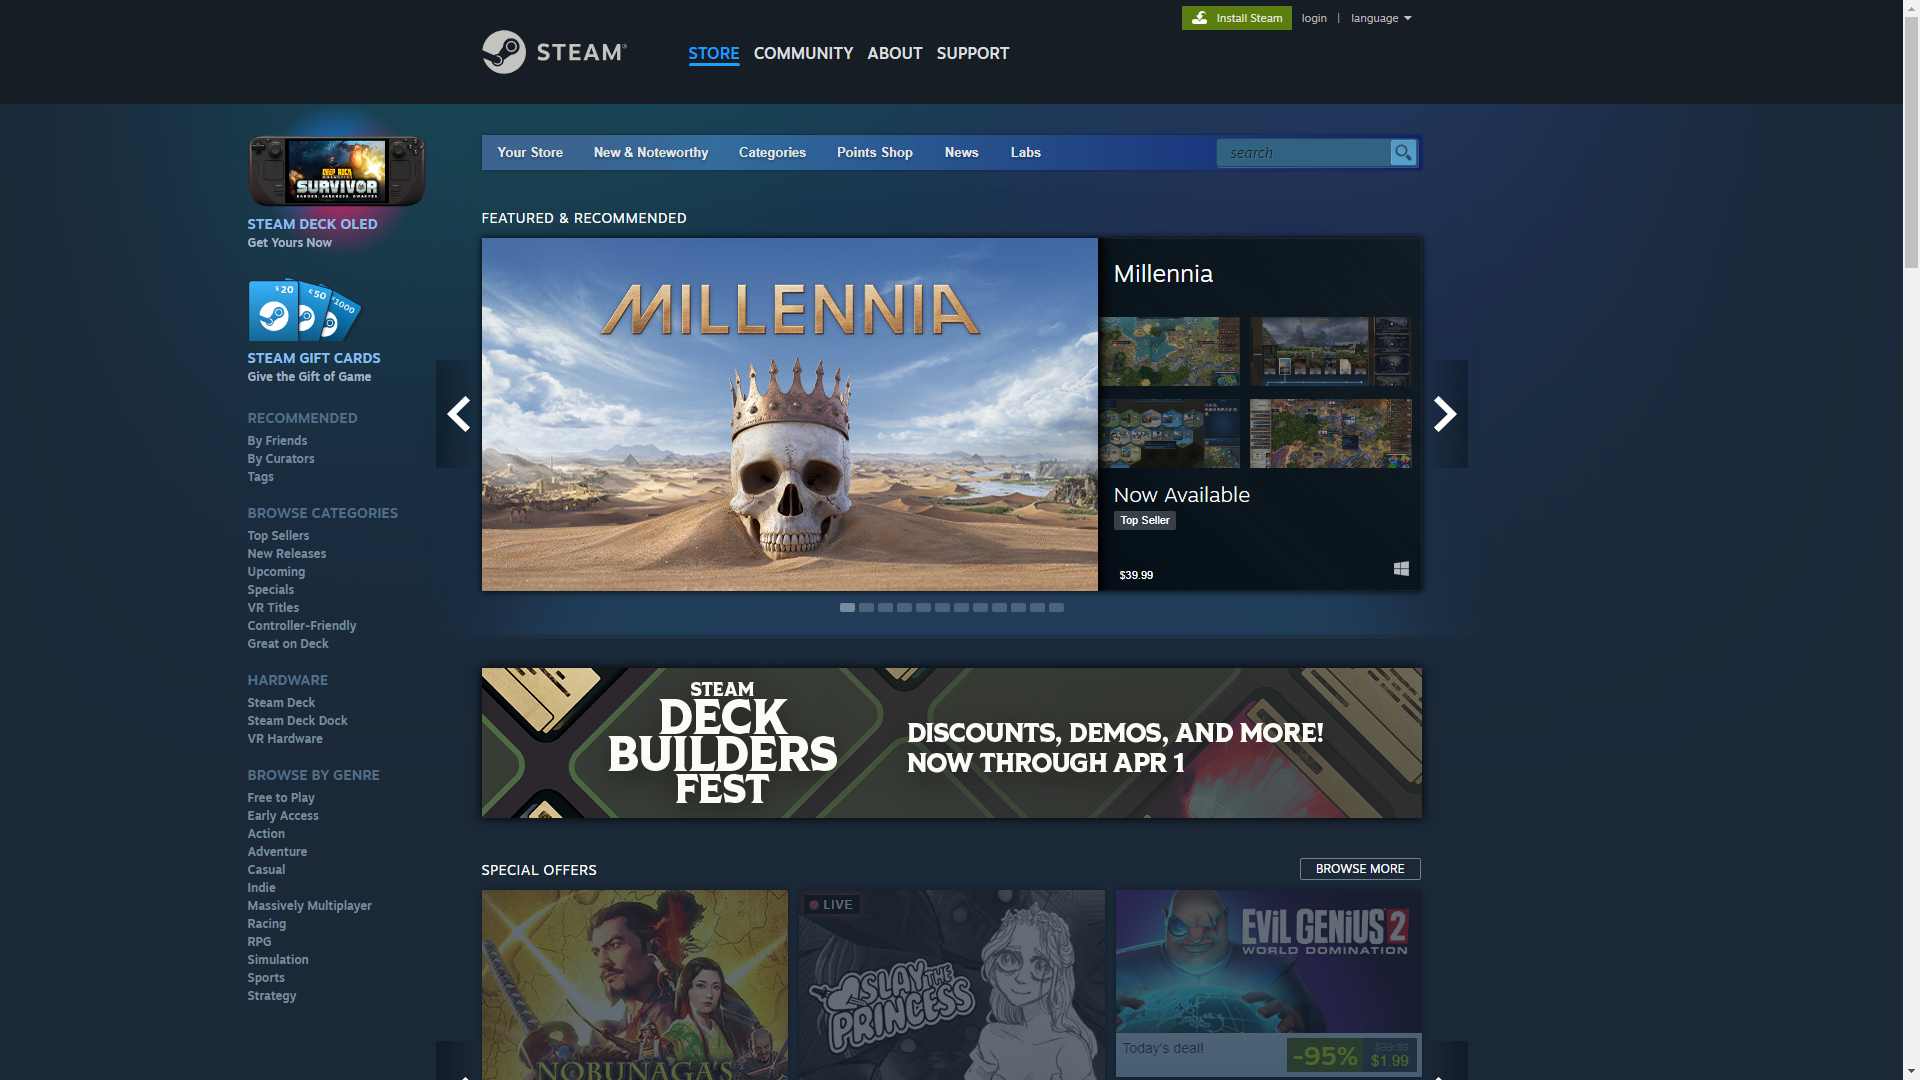 Install Steam
login | language
STEAM®
STORE COMMUNITY ABOUT SUPPORT
DEEP ROCK
SURVIVOR
DANGER. DARKNESS. DWARVES.
STEAM DECK OLED
Get Yours Now
$20 €50 ¥1000
STEAM GIFT CARDS
Give the Gift of Game
RECOMMENDED
By Friends
By Curators
Tags
BROWSE CATEGORIES
Top Sellers
New Releases
Upcoming
Specials
VR Titles
Controller-Friendly
Great on Deck
HARDWARE
Steam Deck
Steam Deck Dock
VR Hardware
BROWSE BY GENRE
Free to Play
Early Access
Action
Adventure
Casual
Indie
Massively Multiplayer
Racing
RPG
Simulation
Sports
Strategy
Your Store New & Noteworthy Categories Points Shop News Labs search
FEATURED & RECOMMENDED
MILLENNIA
Millennia
Now Available
Top Seller
$39.99
STEAM
DECK
BUILDERS
FEST
DISCOUNTS, DEMOS, AND MORE!
NOW THROUGH APR 1
SPECIAL OFFERS
BROWSE MORE
NOBUNAGA'S
LIVE
SLAY THE
PRINCESS
EVIL GENIUS 2
WORLD DOMINATION
Today's deal!
-95%
$39.99
$1.99